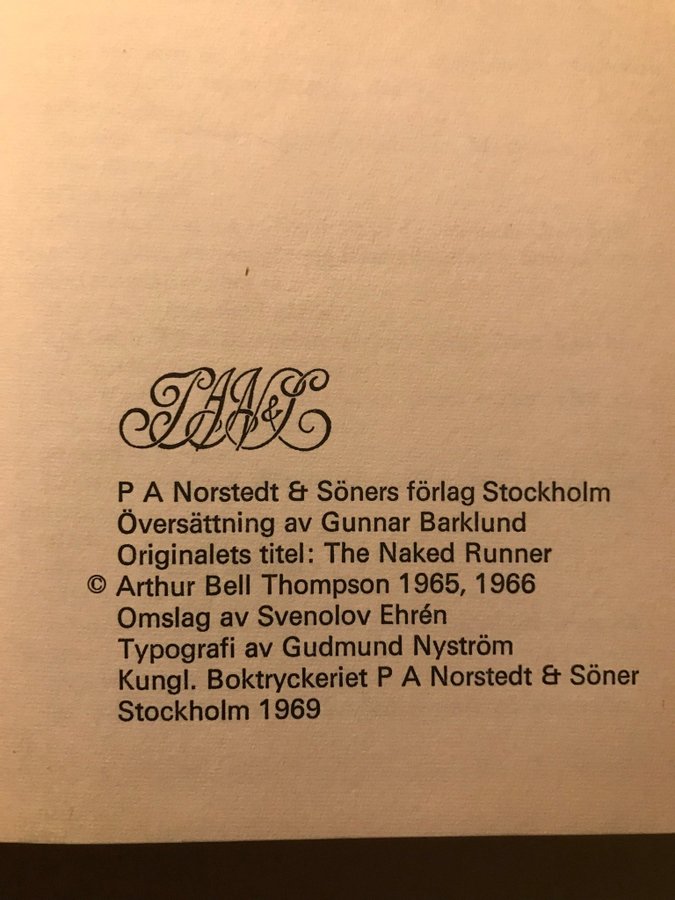 PAN&S
P A Norstedt & Söners förlag Stockholm
Översättning av Gunnar Barklund
Originalets titel: The Naked Runner
© Arthur Bell Thompson 1965, 1966
Omslag av Svenolov Ehrén
Typografi av Gudmund Nyström
Kungl. Boktryckeriet P A Norstedt & Söner
Stockholm 1969